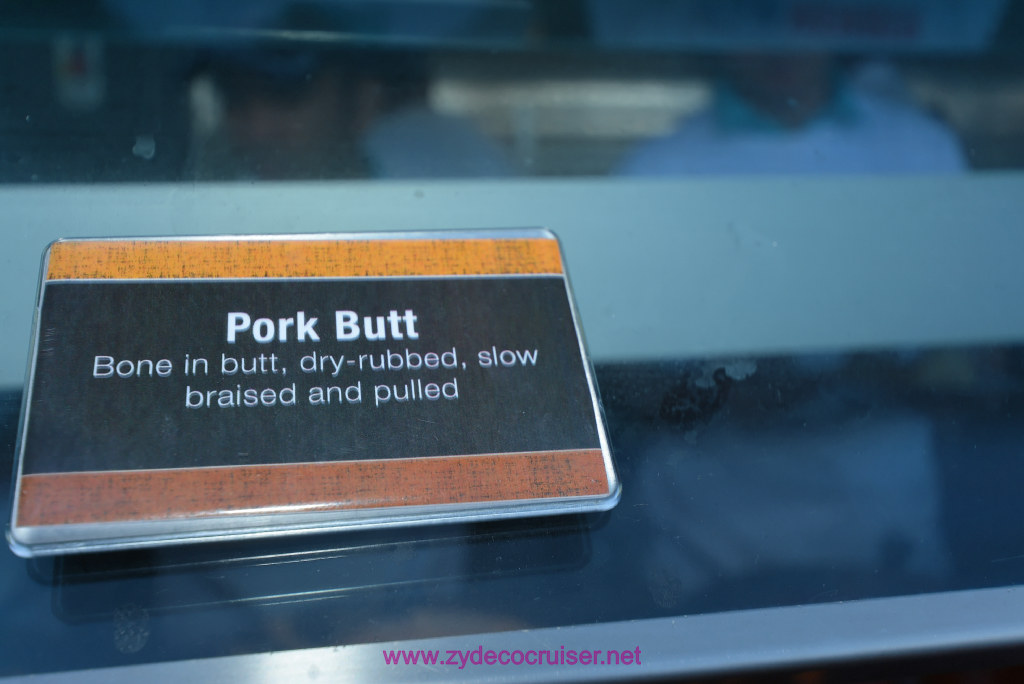 Pork Butt
Bone in butt, dry-rubbed, slow
braised and pulled
www.zydecocruiser.net